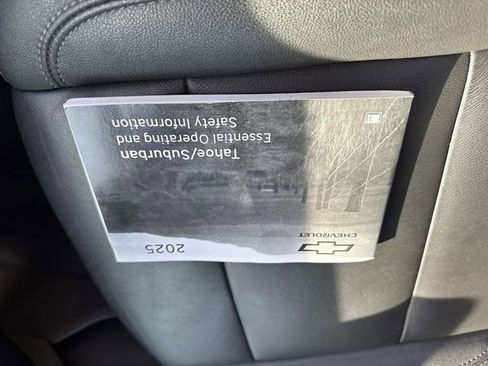 2025
CHEVROLET
Tahoe/Suburban
Essential Operating and
Safety Information